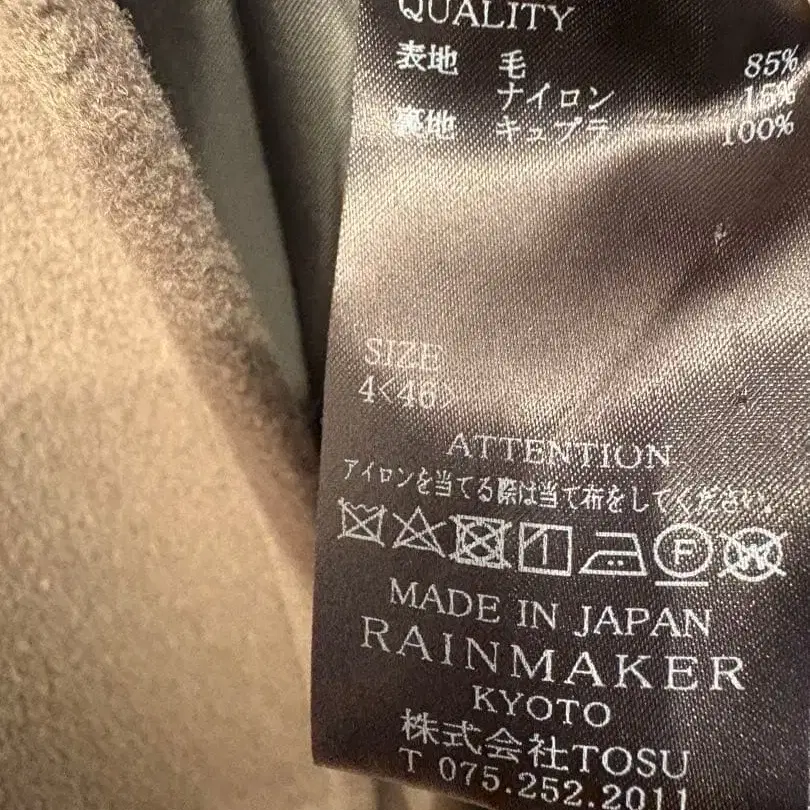 QUALITY
表地 毛 85%
ナイロン 15%
裏地 キュプラ 100%
SIZE
4<46>
ATTENTION
アイロンを当てる際は当て布をしてください。
F W
MADE IN JAPAN
RAINMAKER
KYOTO
株式会社TOSU
T 075.252.2011